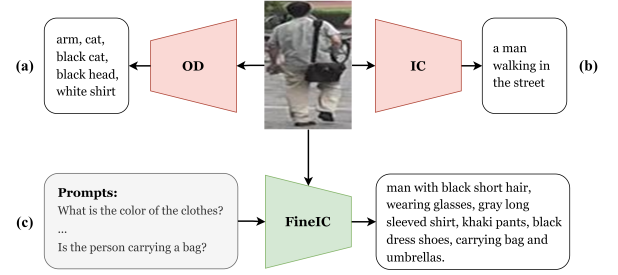 (a)
arm, cat,
black cat,
black head,
white shirt
OD
IC
a man
walking in
the street
(b)
(c)
Prompts:
What is the color of the clothes?
...
Is the person carrying a bag?
FineIC
man with black short hair,
wearing glasses, gray long
sleeved shirt, khaki pants, black
dress shoes, carrying bag and
umbrellas.